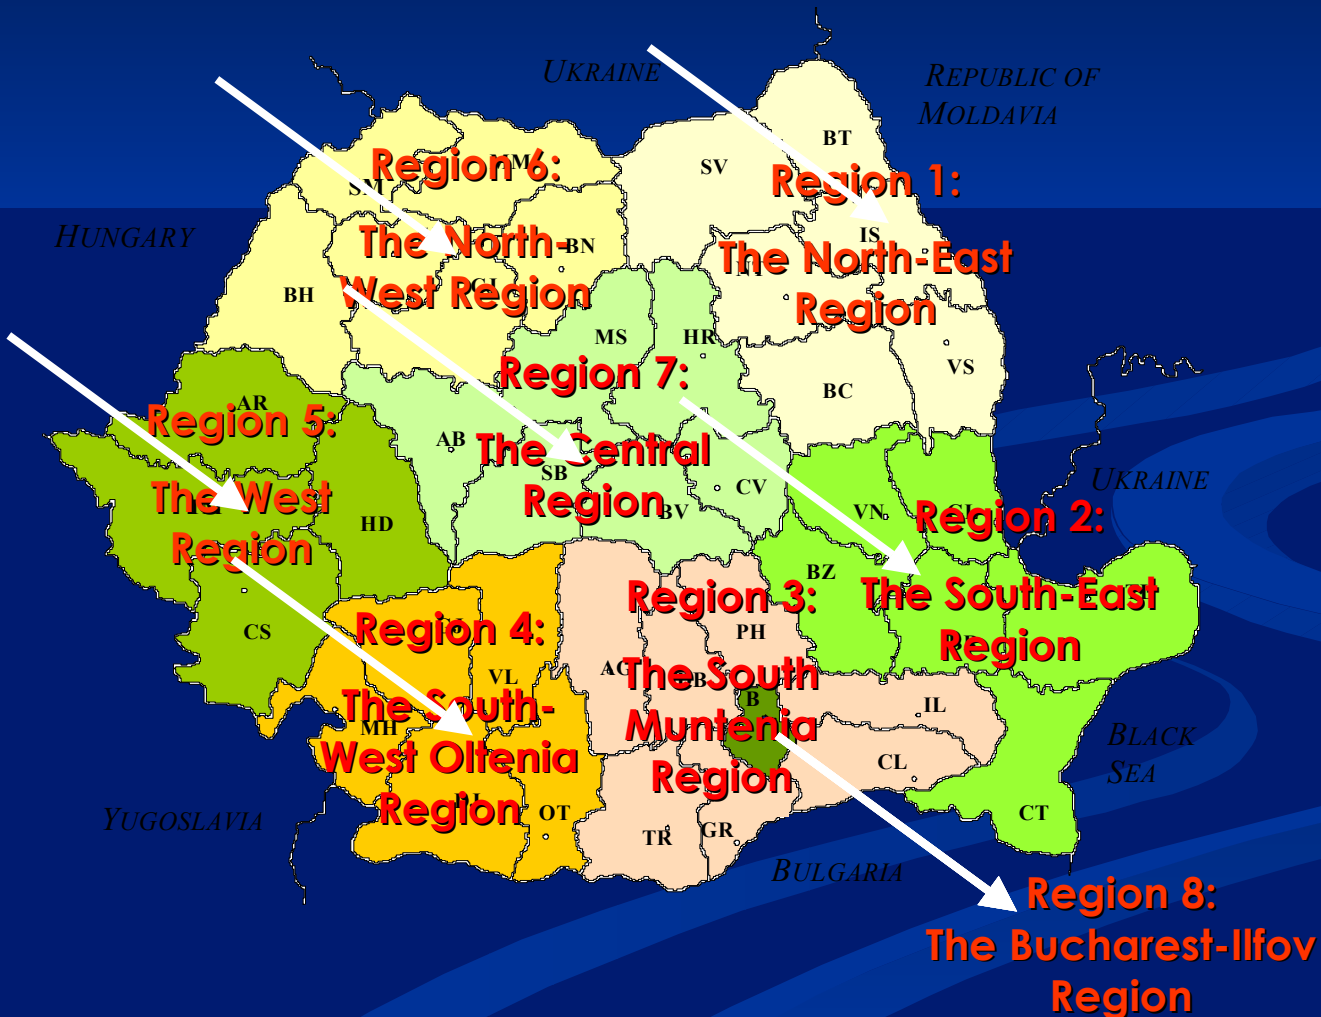 UKRAINE
REPUBLIC OF
MOLDAVIA
BT
SV
Region 6:
SM
Region 1:
HUNGARY
IS
The North-
West Region
BN
The North-East
Region
BH
MS
HR
VS
Region 7:
BC
AR
Region 5:
AB
The Central
Region
SB
CV
BV
UKRAINE
The West
Region
HD
VN
Region 2:
BZ
The South-East
Region
Region 3:
PH
CS
Region 4:
VL
AG
The South
Muntenia
Region
B
IL
MH
The South-
West Oltenia
Region
BLACK
SEA
CL
OT
CT
YUGOSLAVIA
TR
GR
BULGARIA
Region 8:
The Bucharest-Ilfov
Region